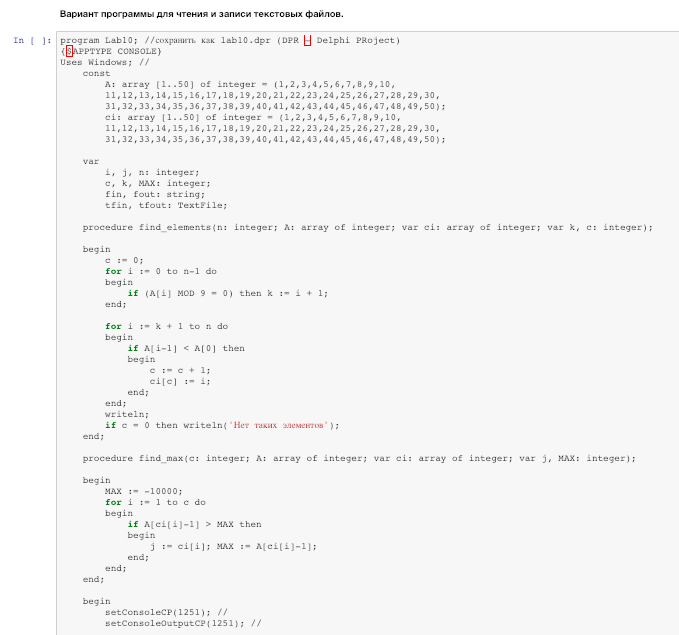 Вариант программы для чтения и записи текстовых файлов.
In [ ]: program Lab10; //сохранить как lab10.dpr (DPR – Delphi PRoject)
{$APPTYPE CONSOLE}
Uses Windows; //
const
A: array [1..50] of integer = (1,2,3,4,5,6,7,8,9,10,
11,12,13,14,15,16,17,18,19,20,21,22,23,24,25,26,27,28,29,30,
31,32,33,34,35,36,37,38,39,40,41,42,43,44,45,46,47,48,49,50);
ci: array [1..50] of integer = (1,2,3,4,5,6,7,8,9,10,
11,12,13,14,15,16,17,18,19,20,21,22,23,24,25,26,27,28,29,30,
31,32,33,34,35,36,37,38,39,40,41,42,43,44,45,46,47,48,49,50);
var
i, j, n: integer;
c, k, MAX: integer;
fin, fout: string;
tfin, tfout: TextFile;
procedure find_elements(n: integer; A: array of integer; var ci: array of integer; var k, c: integer);
begin
c := 0;
for i := 0 to n-1 do
begin
if (A[i] MOD 9 = 0) then k := i + 1;
end;
for i := k + 1 to n do
begin
if A[i-1] < A[0] then
begin
c := c + 1;
ci[c] := i;
end;
end;
writeln;
if c = 0 then writeln('Нет таких элементов');
end;
procedure find_max(c: integer; A: array of integer; var ci: array of integer; var j, MAX: integer);
begin
MAX := -10000;
for i := 1 to c do
begin
if A[ci[i]-1] > MAX then
begin
j := ci[i]; MAX := A[ci[i]-1];
end;
end;
end;
begin
setConsoleCP(1251); //
setConsoleOutputCP(1251); //